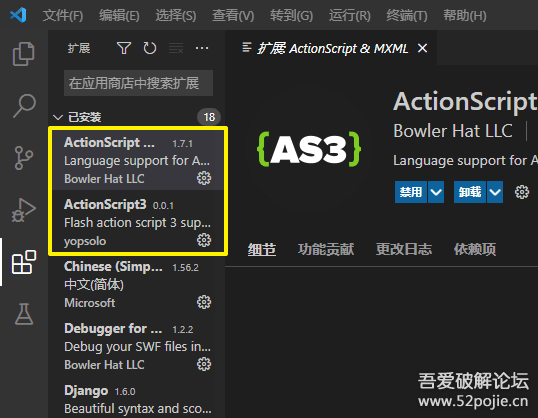 文件(F) 编辑(E) 选择(S) 查看(V) 转到(G) 运行(R) 终端(T) 帮助(H)
扩展
扩展: ActionScript & MXML
在应用商店中搜索扩展
已安装 18
ActionScript ... 1.7.1
Language support for A...
Bowler Hat LLC
ActionScript3 0.0.1
Flash action script 3 sup...
yopsolo
Chinese (Simp... 1.56.2
中文(简体)
Microsoft
Debugger for ... 1.2.2
Debug your SWF files in...
Bowler Hat LLC
Django 1.6.0
Beautiful syntax and sco...
{AS3}
ActionScript
Bowler Hat LLC
Language support for A
禁用 卸载
细节 功能贡献 更改日志 依赖项
吾爱破解论坛
www.52pojie.cn